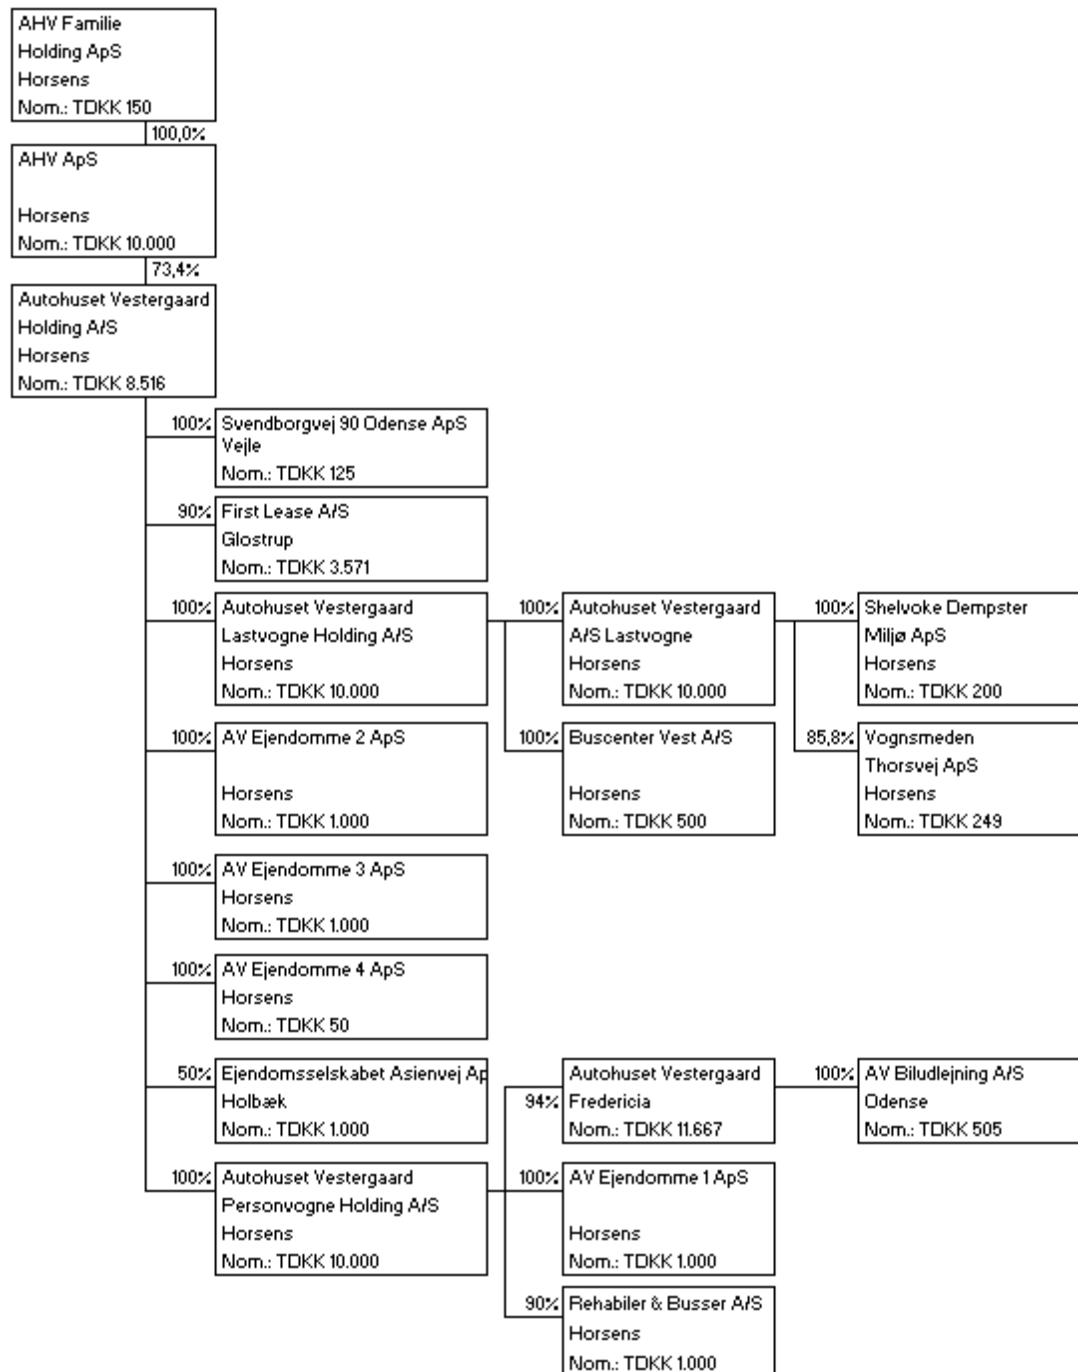 AHV Familie
Holding ApS
Horsens
Nom.: TDKK 150
100,0%
AHV ApS
Horsens
Nom.: TDKK 10.000
73,4%
Autohuset Vestergaard
Holding A/S
Horsens
Nom.: TDKK 8.516
100% Svendborgvej 90 Odense ApS
Vejle
Nom.: TDKK 125
90% First Lease A/S
Glostrup
Nom.: TDKK 3.571
100% Autohuset Vestergaard
Lastvogne Holding A/S
Horsens
Nom.: TDKK 10.000
100% Autohuset Vestergaard
A/S Lastvogne
Horsens
Nom.: TDKK 10.000
100% Shelvoke Dempster
Miljø ApS
Horsens
Nom.: TDKK 200
100% AV Ejendomme 2 ApS
Horsens
Nom.: TDKK 1.000
100% Buscenter Vest A/S
Horsens
Nom.: TDKK 500
85,8% Vognsmeden
Thorsvej ApS
Horsens
Nom.: TDKK 249
100% AV Ejendomme 3 ApS
Horsens
Nom.: TDKK 1.000
100% AV Ejendomme 4 ApS
Horsens
Nom.: TDKK 50
50% Ejendomsselskabet Asienvej Ap
Holbæk
Nom.: TDKK 1.000
Autohuset Vestergaard
94% Fredericia
Nom.: TDKK 11.667
100% AV Biludlejning A/S
Odense
Nom.: TDKK 505
100% Autohuset Vestergaard
Personvogne Holding A/S
Horsens
Nom.: TDKK 10.000
100% AV Ejendomme 1 ApS
Horsens
Nom.: TDKK 1.000
90% Rehabiler & Busser A/S
Horsens
Nom.: TDKK 1.000